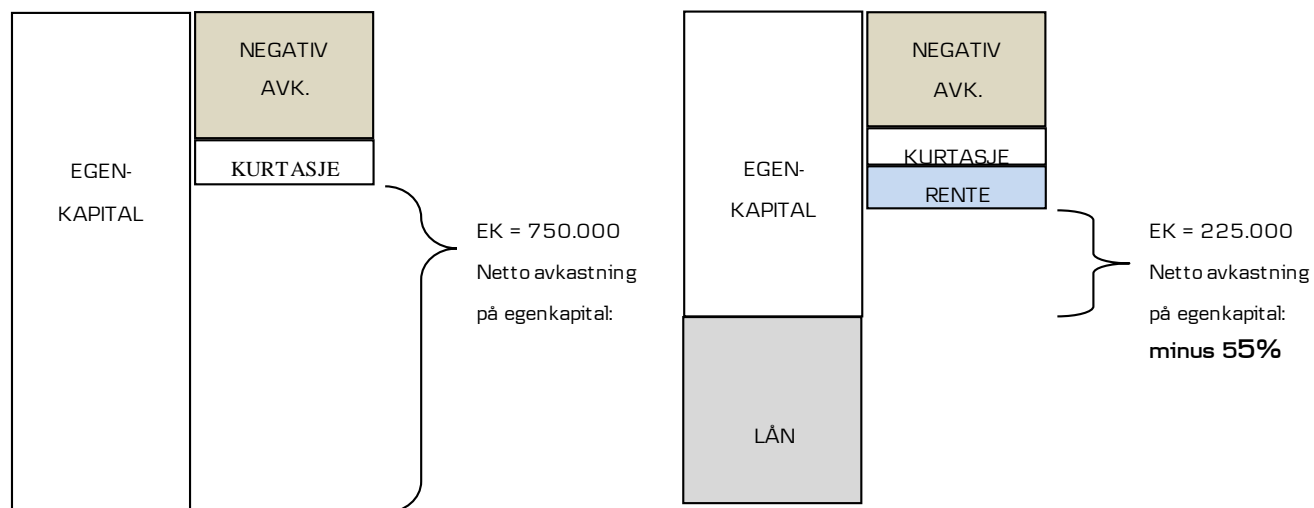 EGEN-
KAPITAL
NEGATIV
AVK.
KURTASJE
EK = 750.000
Netto avkastning
på egenkapital:
EGEN-
KAPITAL
LÅN
NEGATIV
AVK.
KURTASJE
RENTE
EK = 225.000
Netto avkastning
på egenkapital:
minus 55%